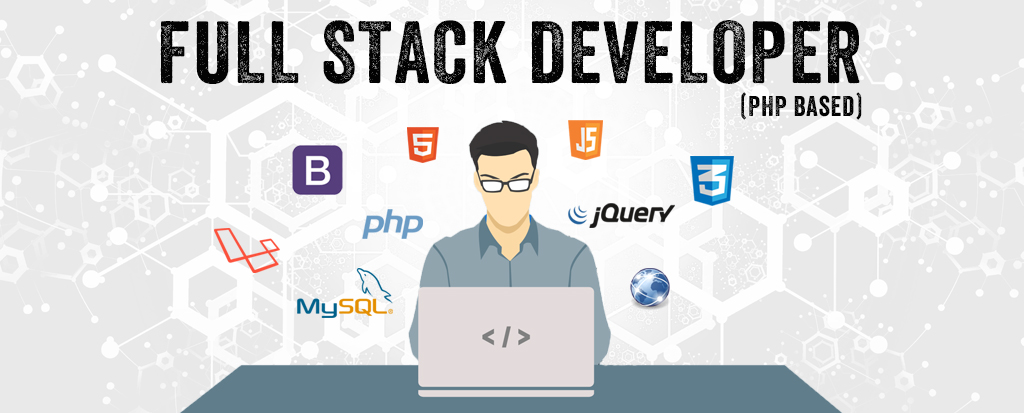 FULL STACK DEVELOPER
(PHP BASED)
5
JS
B
3
php
jQuery
MySQL®
</>